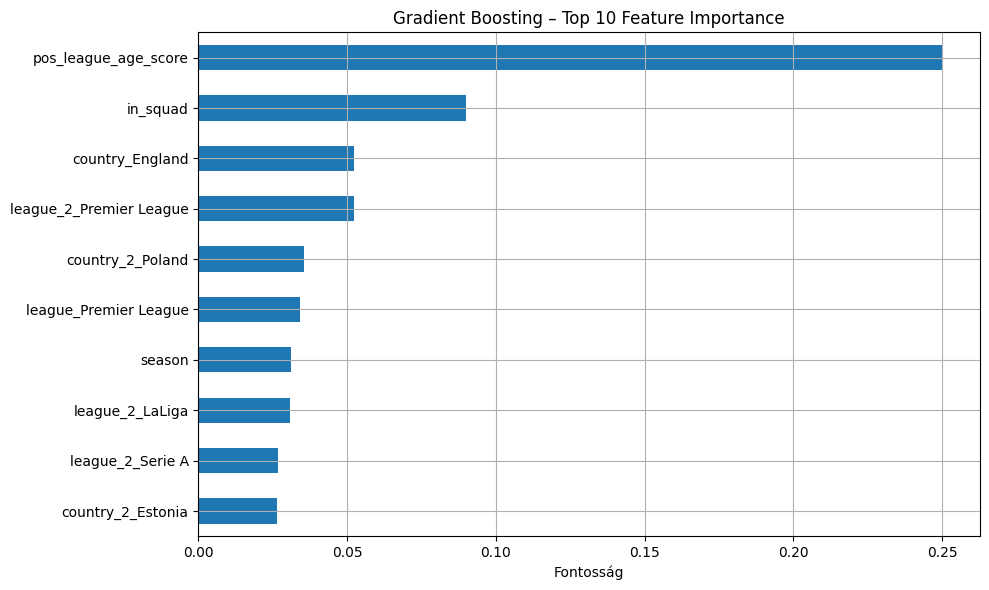 Gradient Boosting – Top 10 Feature Importance
pos_league_age_score
in_squad
country_England
league_2_Premier League
country_2_Poland
league_Premier League
season
league_2_LaLiga
league_2_Serie A
country_2_Estonia
0.00 0.05 0.10 0.15 0.20 0.25
Fontosság